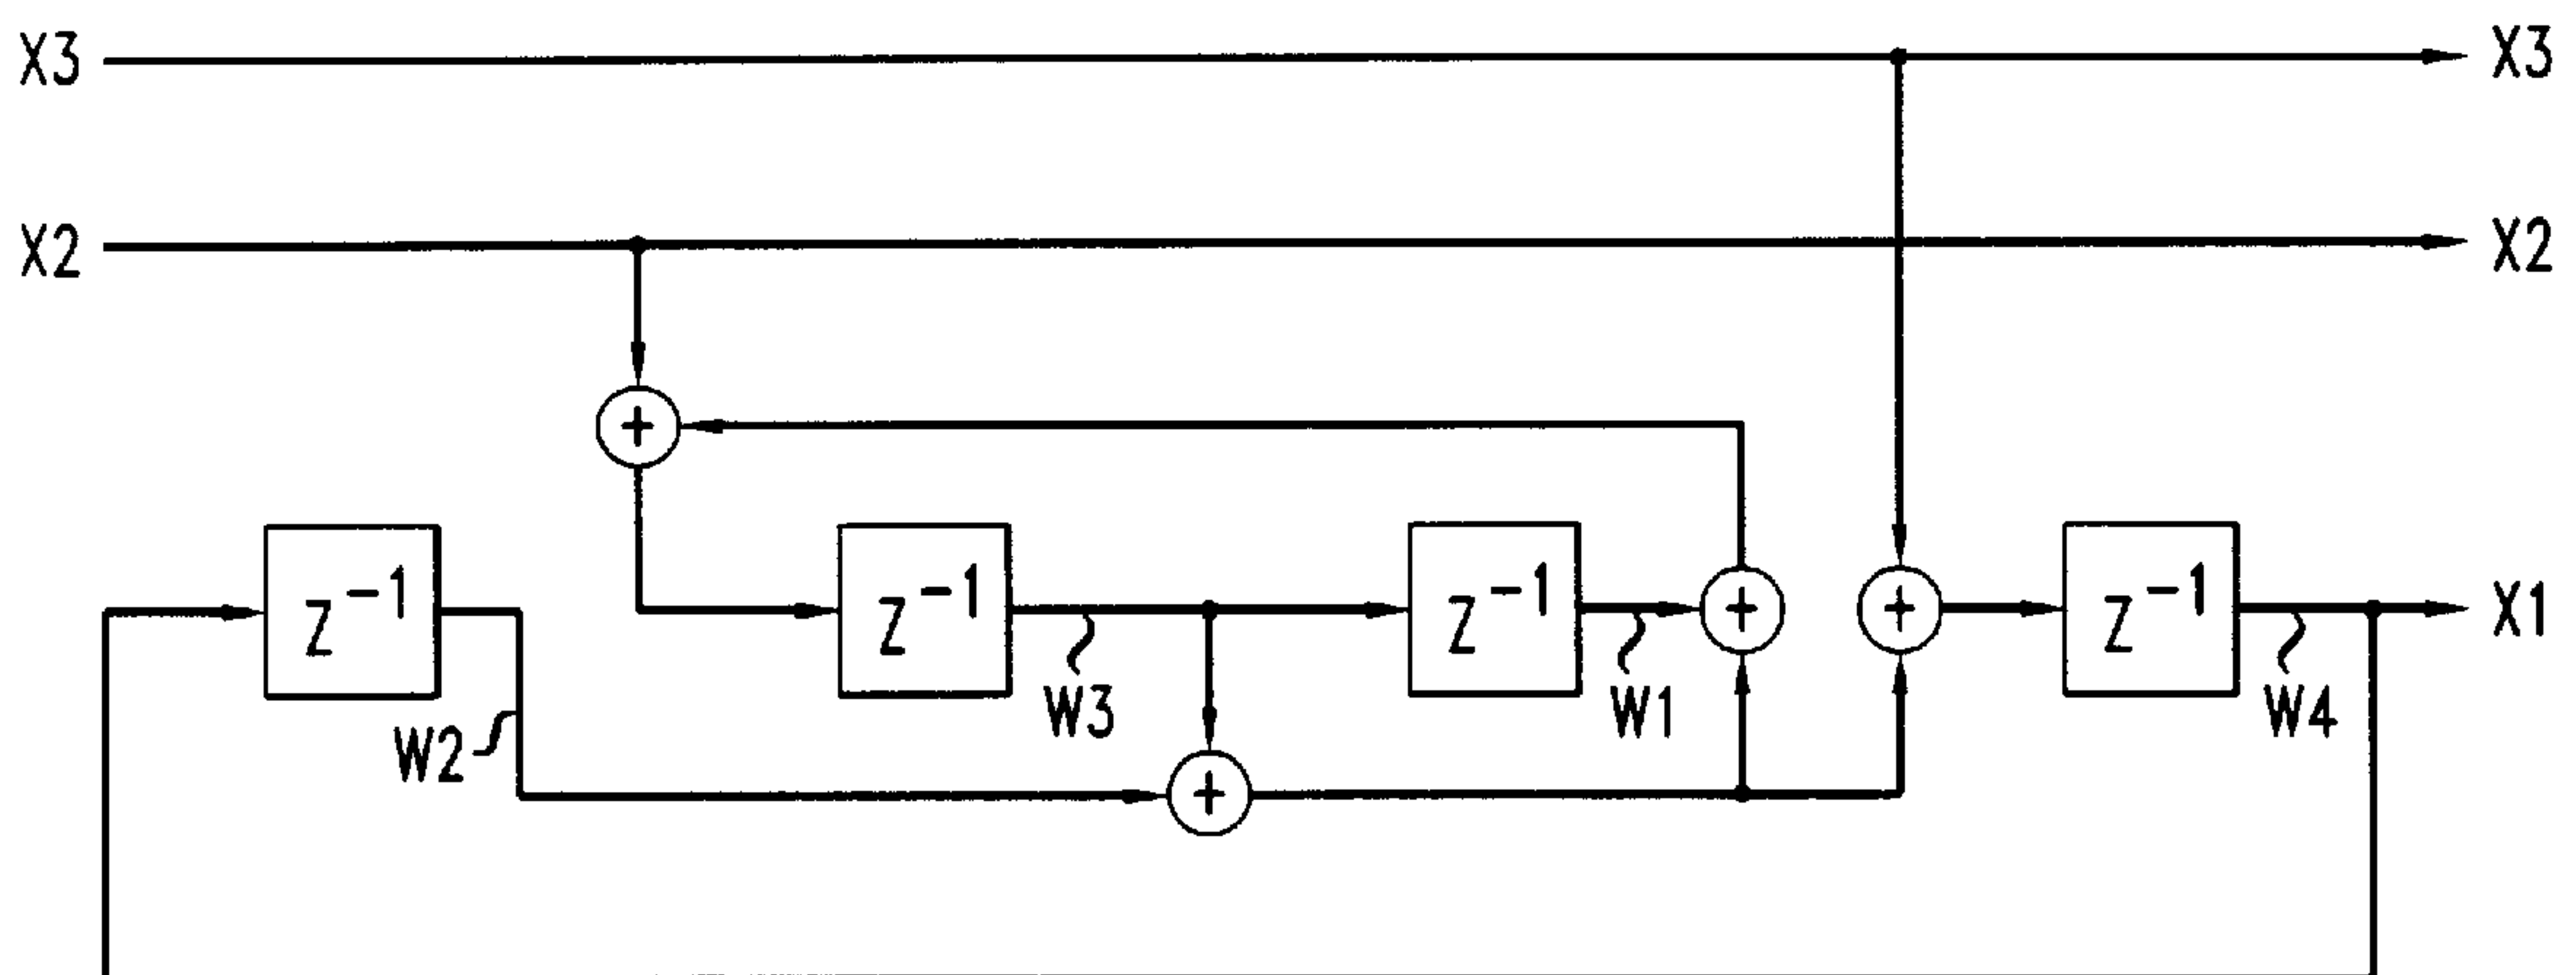 X3 X3
X2 X2
+
Z⁻¹ Z⁻¹ Z⁻¹ + + Z⁻¹ X1
W3 W1 W4
W2
+